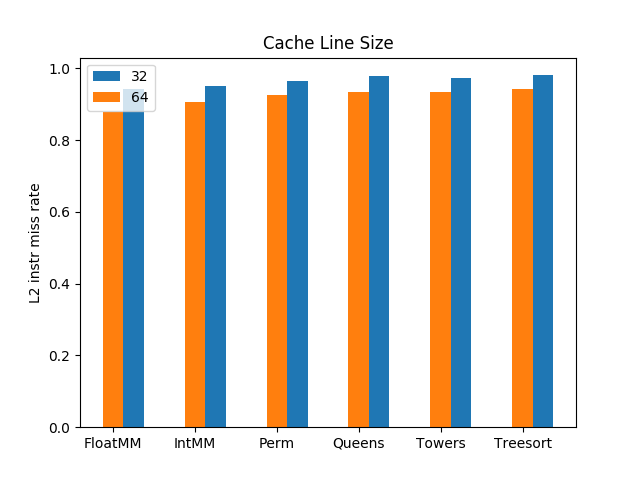 Cache Line Size
32
64
L2 instr miss rate
1.0
0.8
0.6
0.4
0.2
0.0
FloatMM IntMM Perm Queens Towers Treesort